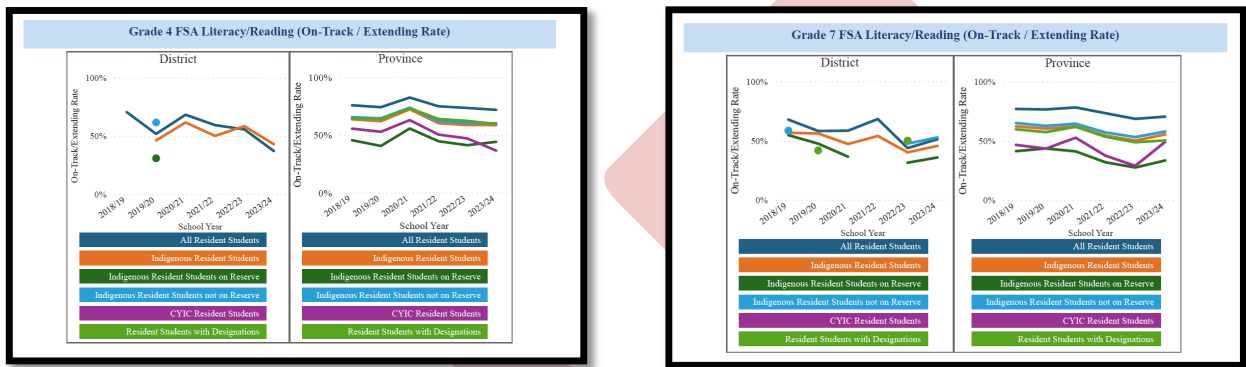 Grade 4 FSA Literacy/Reading (On-Track / Extending Rate)
District
Province
On-Track/Extending Rate
100%
50%
0%
2018/19
2019/20
2020/21
2021/22
2022/23
2023/24
School Year
All Resident Students
Indigenous Resident Students
Indigenous Resident Students on Reserve
Indigenous Resident Students not on Reserve
CYIC Resident Students
Resident Students with Designations
On-Track/Extending Rate
100%
50%
0%
2018/19
2019/20
2020/21
2021/22
2022/23
2023/24
School Year
All Resident Students
Indigenous Resident Students
Indigenous Resident Students on Reserve
Indigenous Resident Students not on Reserve
CYIC Resident Students
Resident Students with Designations
Grade 7 FSA Literacy/Reading (On-Track / Extending Rate)
District
Province
On-Track/Extending Rate
100%
50%
0%
2018/19
2019/20
2020/21
2021/22
2022/23
2023/24
School Year
All Resident Students
Indigenous Resident Students
Indigenous Resident Students on Reserve
Indigenous Resident Students not on Reserve
CYIC Resident Students
Resident Students with Designations
On-Track/Extending Rate
100%
50%
0%
2018/19
2019/20
2020/21
2021/22
2022/23
2023/24
School Year
All Resident Students
Indigenous Resident Students
Indigenous Resident Students on Reserve
Indigenous Resident Students not on Reserve
CYIC Resident Students
Resident Students with Designations